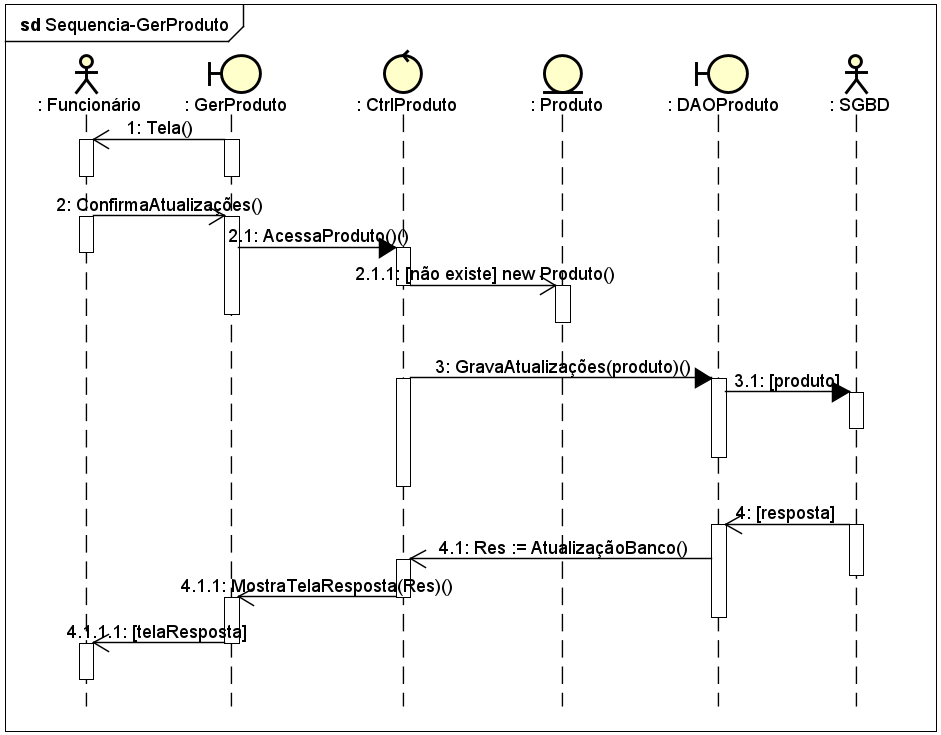 sd Sequencia-GerProduto
: Funcionário
: GerProduto
: CtrlProduto
: Produto
: DAOProduto
: SGBD
1: Tela()
2: ConfirmaAtualizações()
2.1: AcessaProduto()()
2.1.1: [não existe] new Produto()
3: GravaAtualizações(produto)()
3.1: [produto]
4: [resposta]
4.1: Res := AtualizaçãoBanco()
4.1.1: MostraTelaResposta(Res)()
4.1.1.1: [telaResposta]